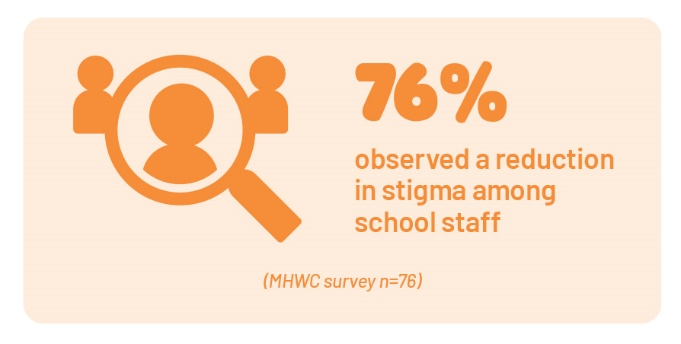 76%
observed a reduction
in stigma among
school staff
(MHWC survey n=76)